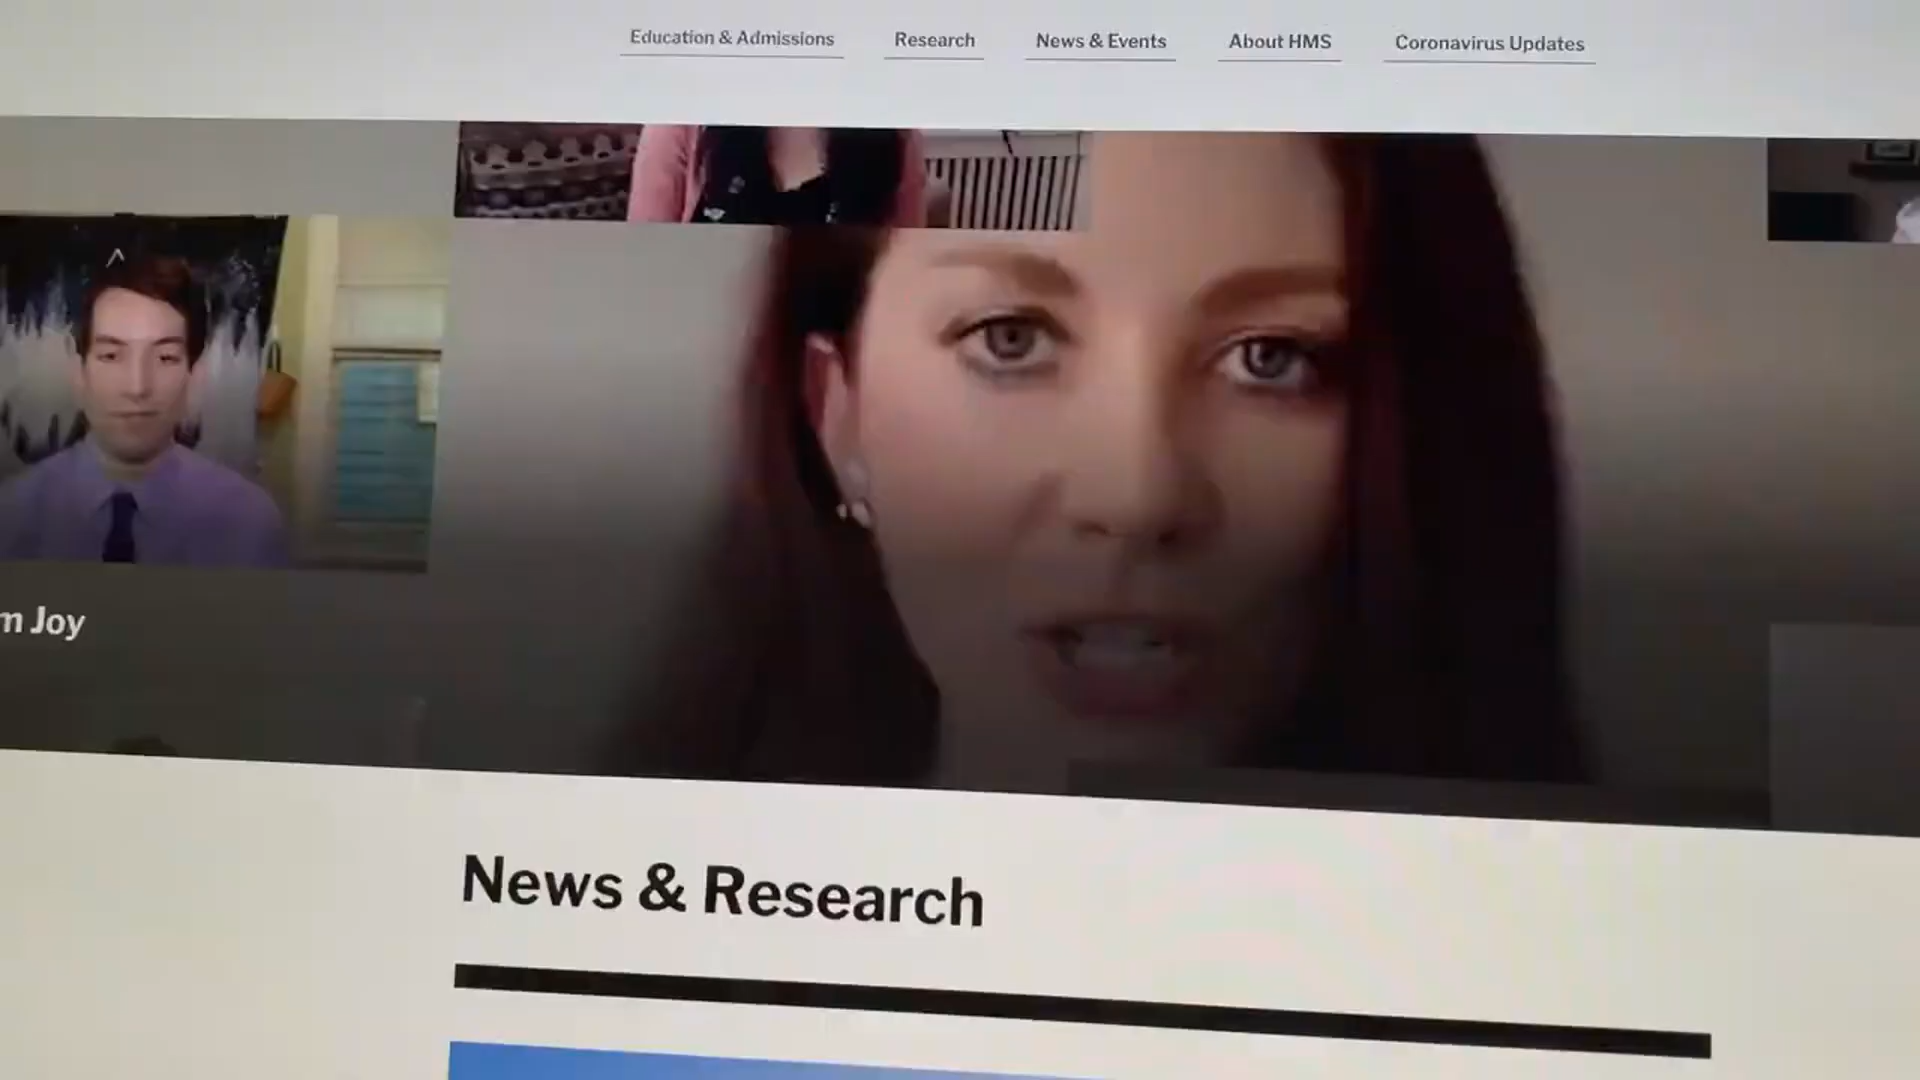 Education & Admissions
Research
News & Events
About HMS
Coronavirus Updates
m Joy
News & Research